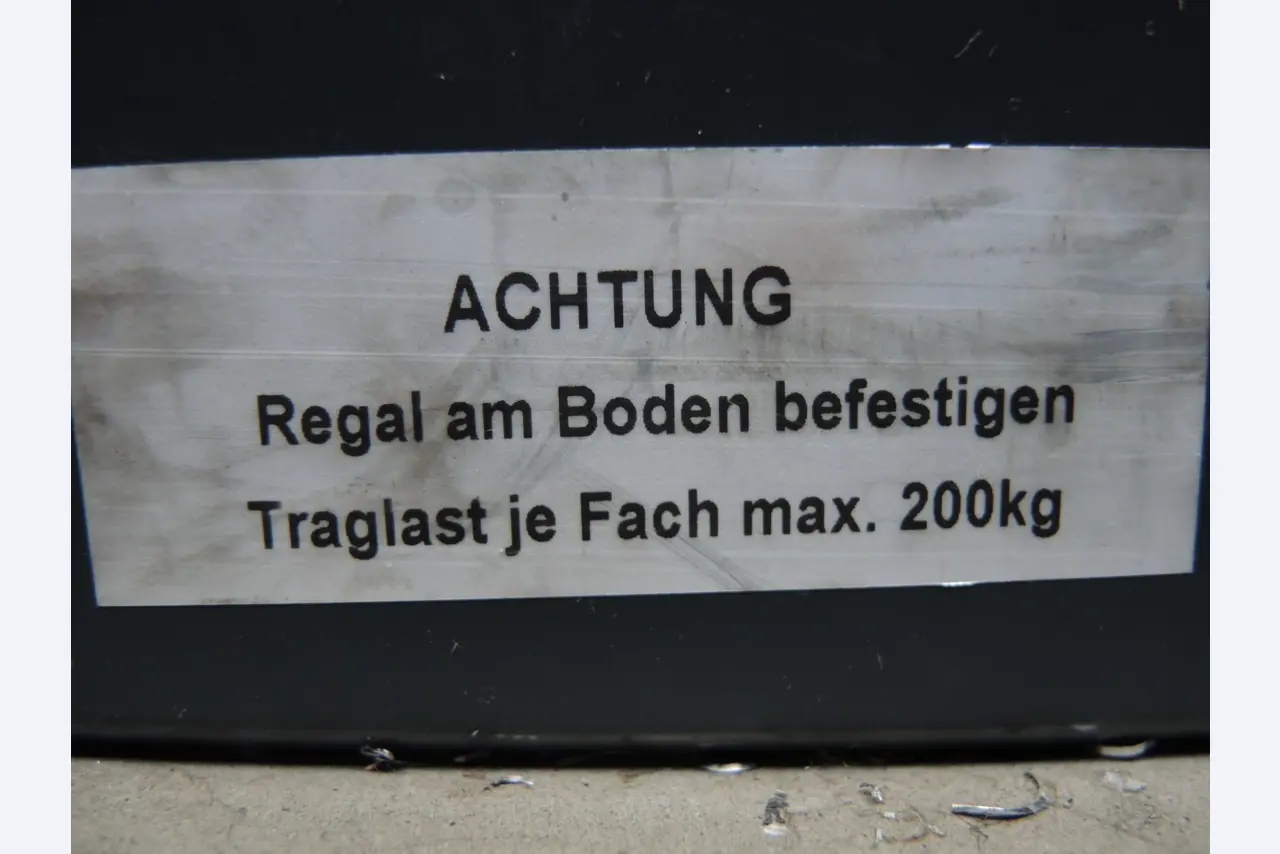 ACHTUNG
Regal am Boden befestigen
Traglast je Fach max. 200kg